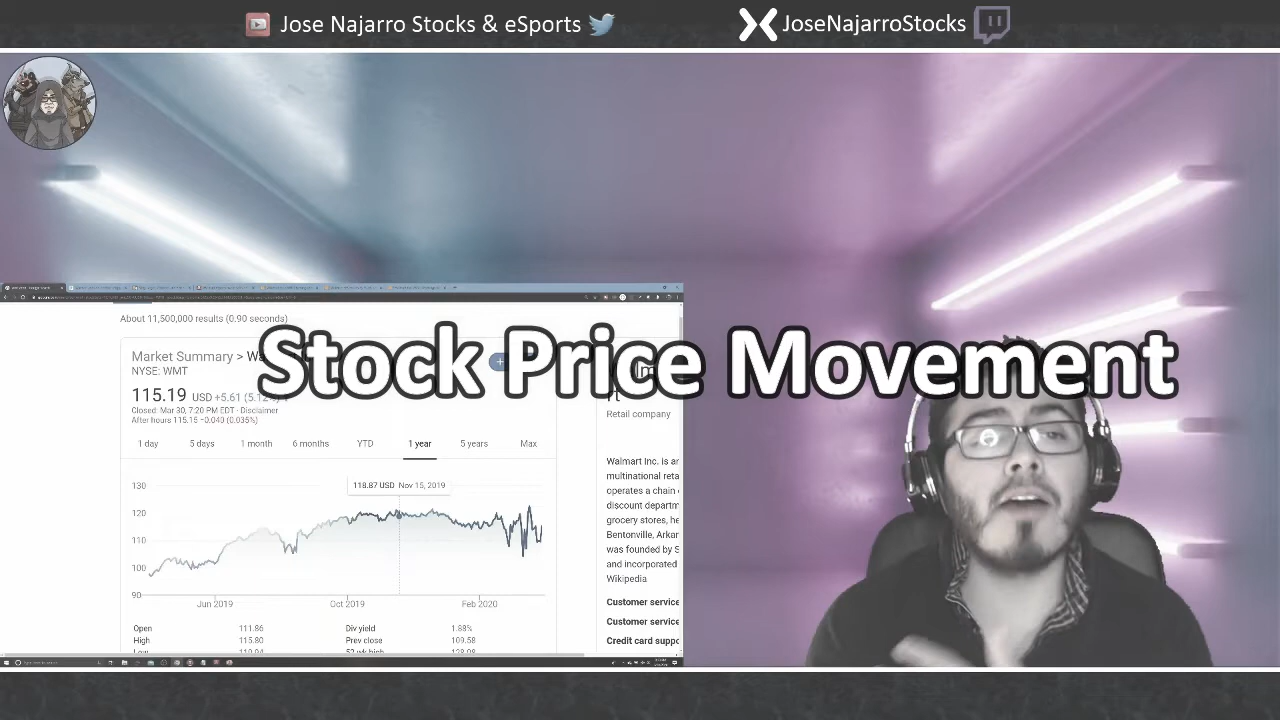 Jose Najarro Stocks & eSports
JoseNajarroStocks
Stock Price Movement
About 11,500,000 results (0.90 seconds)
Market Summary >
NYSE: WMT
115.19 USD +5.61 (5.12%)
Closed: Mar 30, 7:20 PM EDT · Disclaimer
After hours 115.15 −0.040 (0.035%)
1 day 5 days 1 month 6 months YTD 1 year 5 years Max
118.87 USD Nov 15, 2019
130
120
110
100
90
Jun 2019 Oct 2019 Feb 2020
Open 111.86 Div yield 1.88%
High 115.80 Prev close 109.58
Retail company
Walmart Inc. is an
multinational reta
operates a chain
discount departm
grocery stores, he
Bentonville, Arkar
was founded by S
and incorporated
Wikipedia
Customer service
Customer service
Credit card suppo